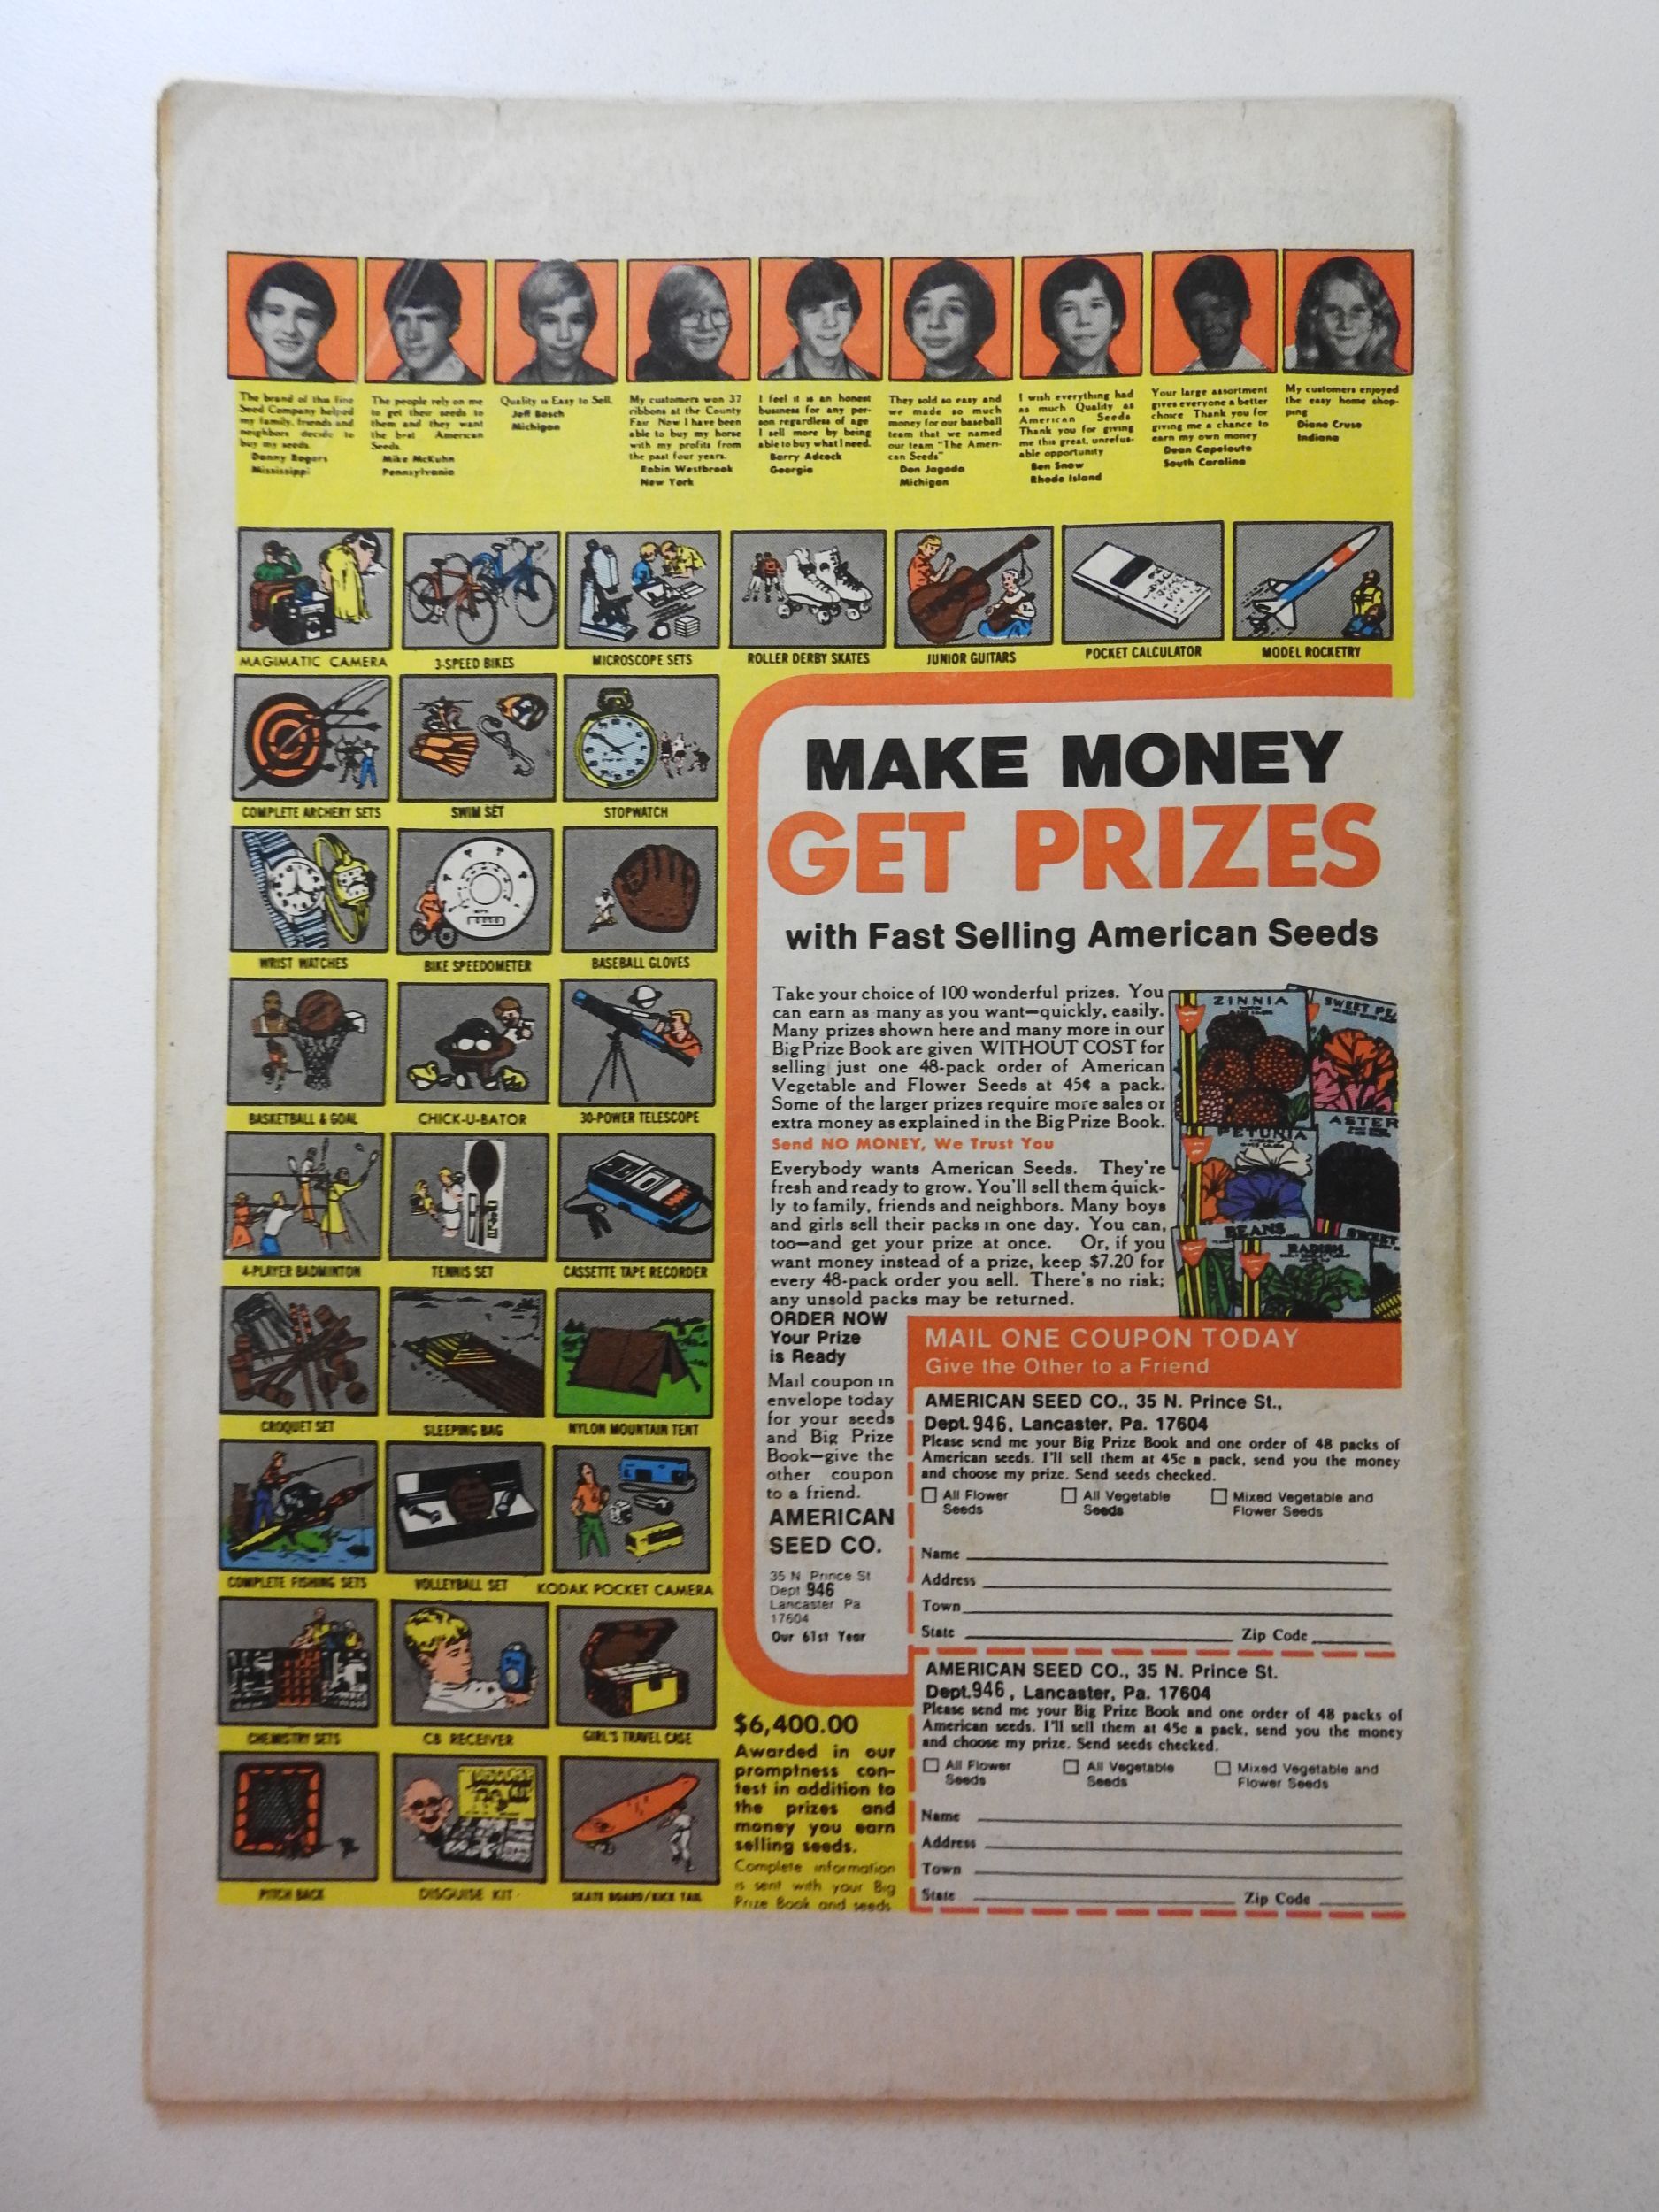 The brand of this fine
Seed Company helped
my family, friends and
neighbors decide to
buy my seeds.
Danny Rogers
Mississippi
The people rely on me
to get their seeds to
them and they want
the best American
Seeds.
Mike McKuhn
Pennsylvania
Quality is Easy to Sell.
Jeff Bosch
Michigan
My customers won 37
ribbons at the County
Fair Now I have been
able to buy my horse
with my profits from
the past four years.
Robin Westbrook
New York
I feel it is an honest
business for any per-
son regardless of age
I sell more by being
able to buy what I need.
Barry Adcock
Georgia
They sold so easy and
we made so much
money for our baseball
team that we named
our team "The Ameri-
can Seeds"
Don Jagoda
Michigan
I wish everything had
as much Quality as
American Seeds
Thank you for giving
me this great, unrefus-
able opportunity
Ben Snow
Rhode Island
Your large assortment
gives everyone a better
choice Thank you for
giving me a chance to
earn my own money
Dean Capelouto
South Carolina
My customers enjoyed
the easy home shop-
ping
Diane Cruse
Indiana
MAGIMATIC CAMERA
3-SPEED BIKES
MICROSCOPE SETS
ROLLER DERBY SKATES
JUNIOR GUITARS
POCKET CALCULATOR
MODEL ROCKETRY
COMPLETE ARCHERY SETS
SWIM SET
STOPWATCH
WRIST WATCHES
BIKE SPEEDOMETER
BASEBALL GLOVES
BASKETBALL & GOAL
CHICK-U-BATOR
30-POWER TELESCOPE
4-PLAYER BADMINTON
TENNIS SET
CASSETTE TAPE RECORDER
CROQUET SET
SLEEPING BAG
NYLON MOUNTAIN TENT
COMPLETE FISHING SETS
VOLLEYBALL SET
KODAK POCKET CAMERA
CHEMISTRY SETS
CB RECEIVER
GIRL'S TRAVEL CASE
PITCH BACK
DISGUISE KIT
SKATE BOARD/KICK TAIL
MAKE MONEY
GET PRIZES
with Fast Selling American Seeds
Take your choice of 100 wonderful prizes. You
can earn as many as you want—quickly, easily.
Many prizes shown here and many more in our
Big Prize Book are given WITHOUT COST for
selling just one 48-pack order of American
Vegetable and Flower Seeds at 45¢ a pack.
Some of the larger prizes require more sales or
extra money as explained in the Big Prize Book.
Send NO MONEY, We Trust You
Everybody wants American Seeds. They're
fresh and ready to grow. You'll sell them quick-
ly to family, friends and neighbors. Many boys
and girls sell their packs in one day. You can,
too—and get your prize at once. Or, if you
want money instead of a prize, keep $7.20 for
every 48-pack order you sell. There's no risk;
any unsold packs may be returned.
ZINNIA
SWEET PE
PETUNIA
ASTER
BEANS
RADISH
SWEET
ORDER NOW
Your Prize
is Ready
Mail coupon in
envelope today
for your seeds
and Big Prize
Book—give the
other coupon
to a friend.
AMERICAN
SEED CO.
35 N Prince St
Dept 946
Lancaster Pa
17604
Our 61st Year
MAIL ONE COUPON TODAY
Give the Other to a Friend
AMERICAN SEED CO., 35 N. Prince St.,
Dept. 946, Lancaster, Pa. 17604
Please send me your Big Prize Book and one order of 48 packs of
American seeds. I'll sell them at 45c a pack, send you the money
and choose my prize. Send seeds checked.
All Flower Seeds
All Vegetable Seeds
Mixed Vegetable and Flower Seeds
Name
Address
Town
State Zip Code
AMERICAN SEED CO., 35 N. Prince St.
Dept. 946, Lancaster, Pa. 17604
Please send me your Big Prize Book and one order of 48 packs of
American seeds. I'll sell them at 45c a pack, send you the money
and choose my prize. Send seeds checked.
All Flower Seeds
All Vegetable Seeds
Mixed Vegetable and Flower Seeds
Name
Address
Town
State Zip Code
$6,400.00
Awarded in our
promptness con-
test in addition to
the prizes and
money you earn
selling seeds.
Complete information
is sent with your Big
Prize Book and seeds